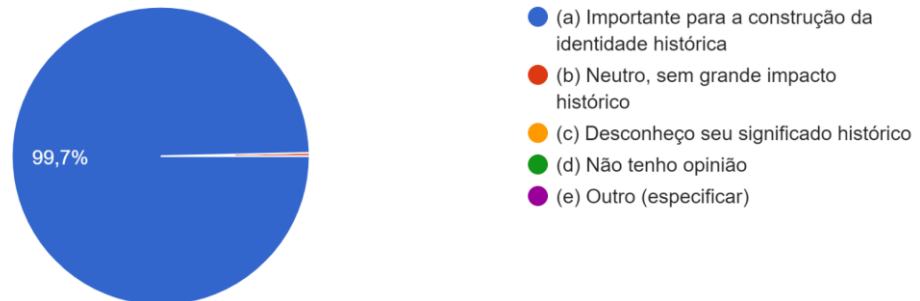 99,7%
(a) Importante para a construção da
identidade histórica
(b) Neutro, sem grande impacto
histórico
(c) Desconheço seu significado histórico
(d) Não tenho opinião
(e) Outro (especificar)